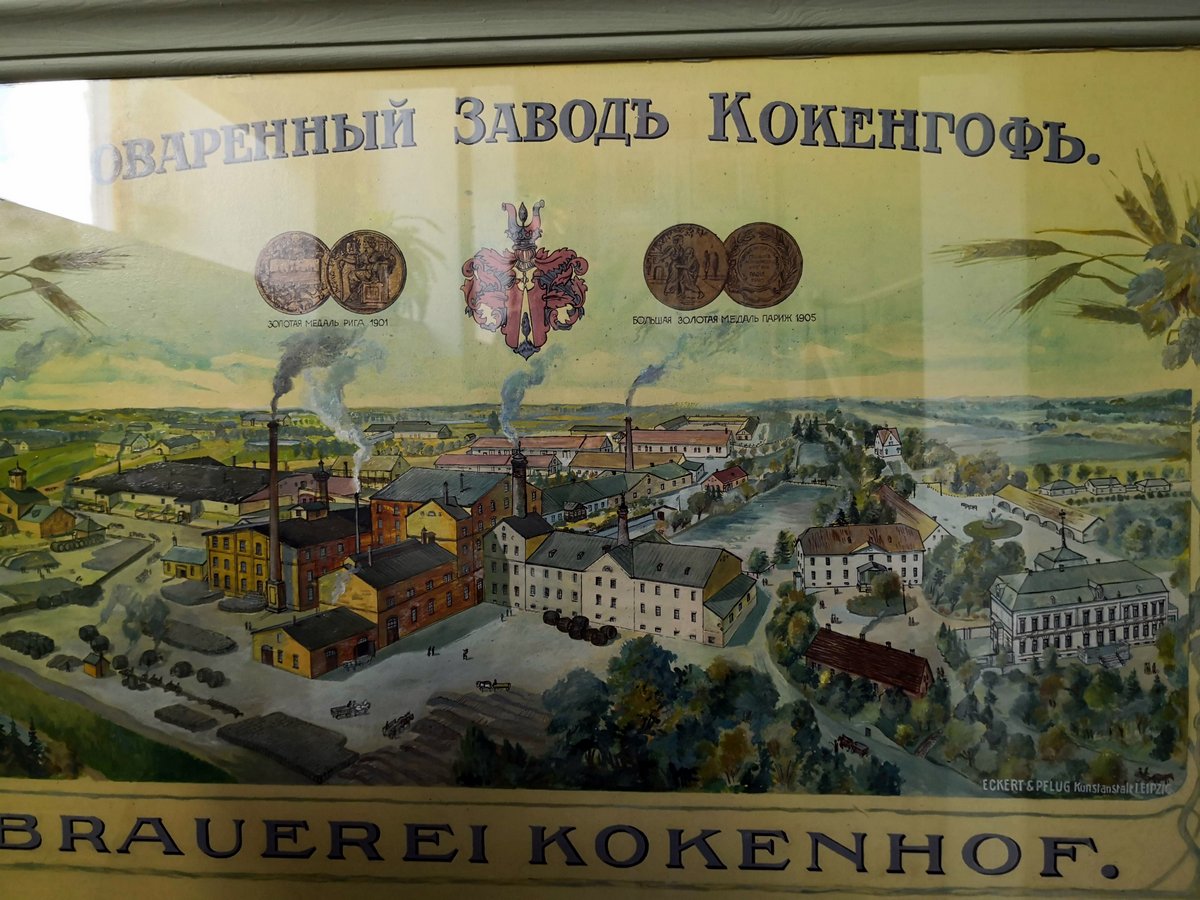 оваренный Заводъ Кокенгофъ.
ЗОЛОТАЯ МЕДАЛЬ РИГА 1901
БОЛЬШАЯ ЗОЛОТАЯ МЕДАЛЬ ПАРИЖ 1905
ECKERT & PFLUG Kunstanstalt LEIPZIG
BRAUEREI KOKENHOF.